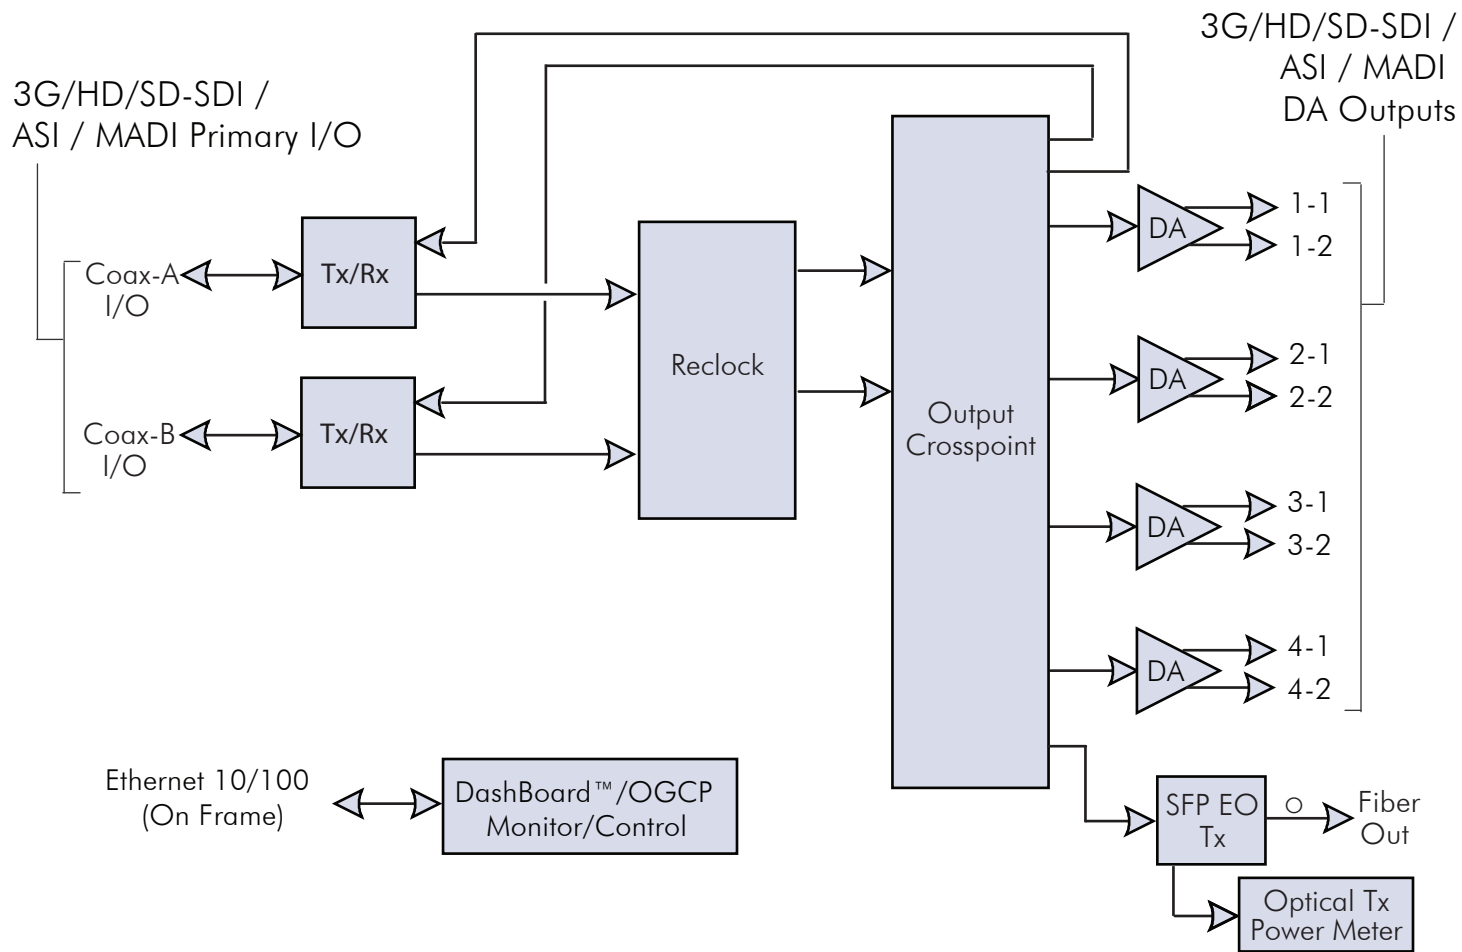 3G/HD/SD-SDI /
ASI / MADI
DA Outputs
3G/HD/SD-SDI /
ASI / MADI Primary I/O
Coax-A
I/O
Tx/Rx
Coax-B
I/O
Tx/Rx
Reclock
Output
Crosspoint
DA
1-1
1-2
DA
2-1
2-2
DA
3-1
3-2
DA
4-1
4-2
Ethernet 10/100
(On Frame)
DashBoard™/OGCP
Monitor/Control
SFP EO
Tx
Fiber
Out
Optical Tx
Power Meter